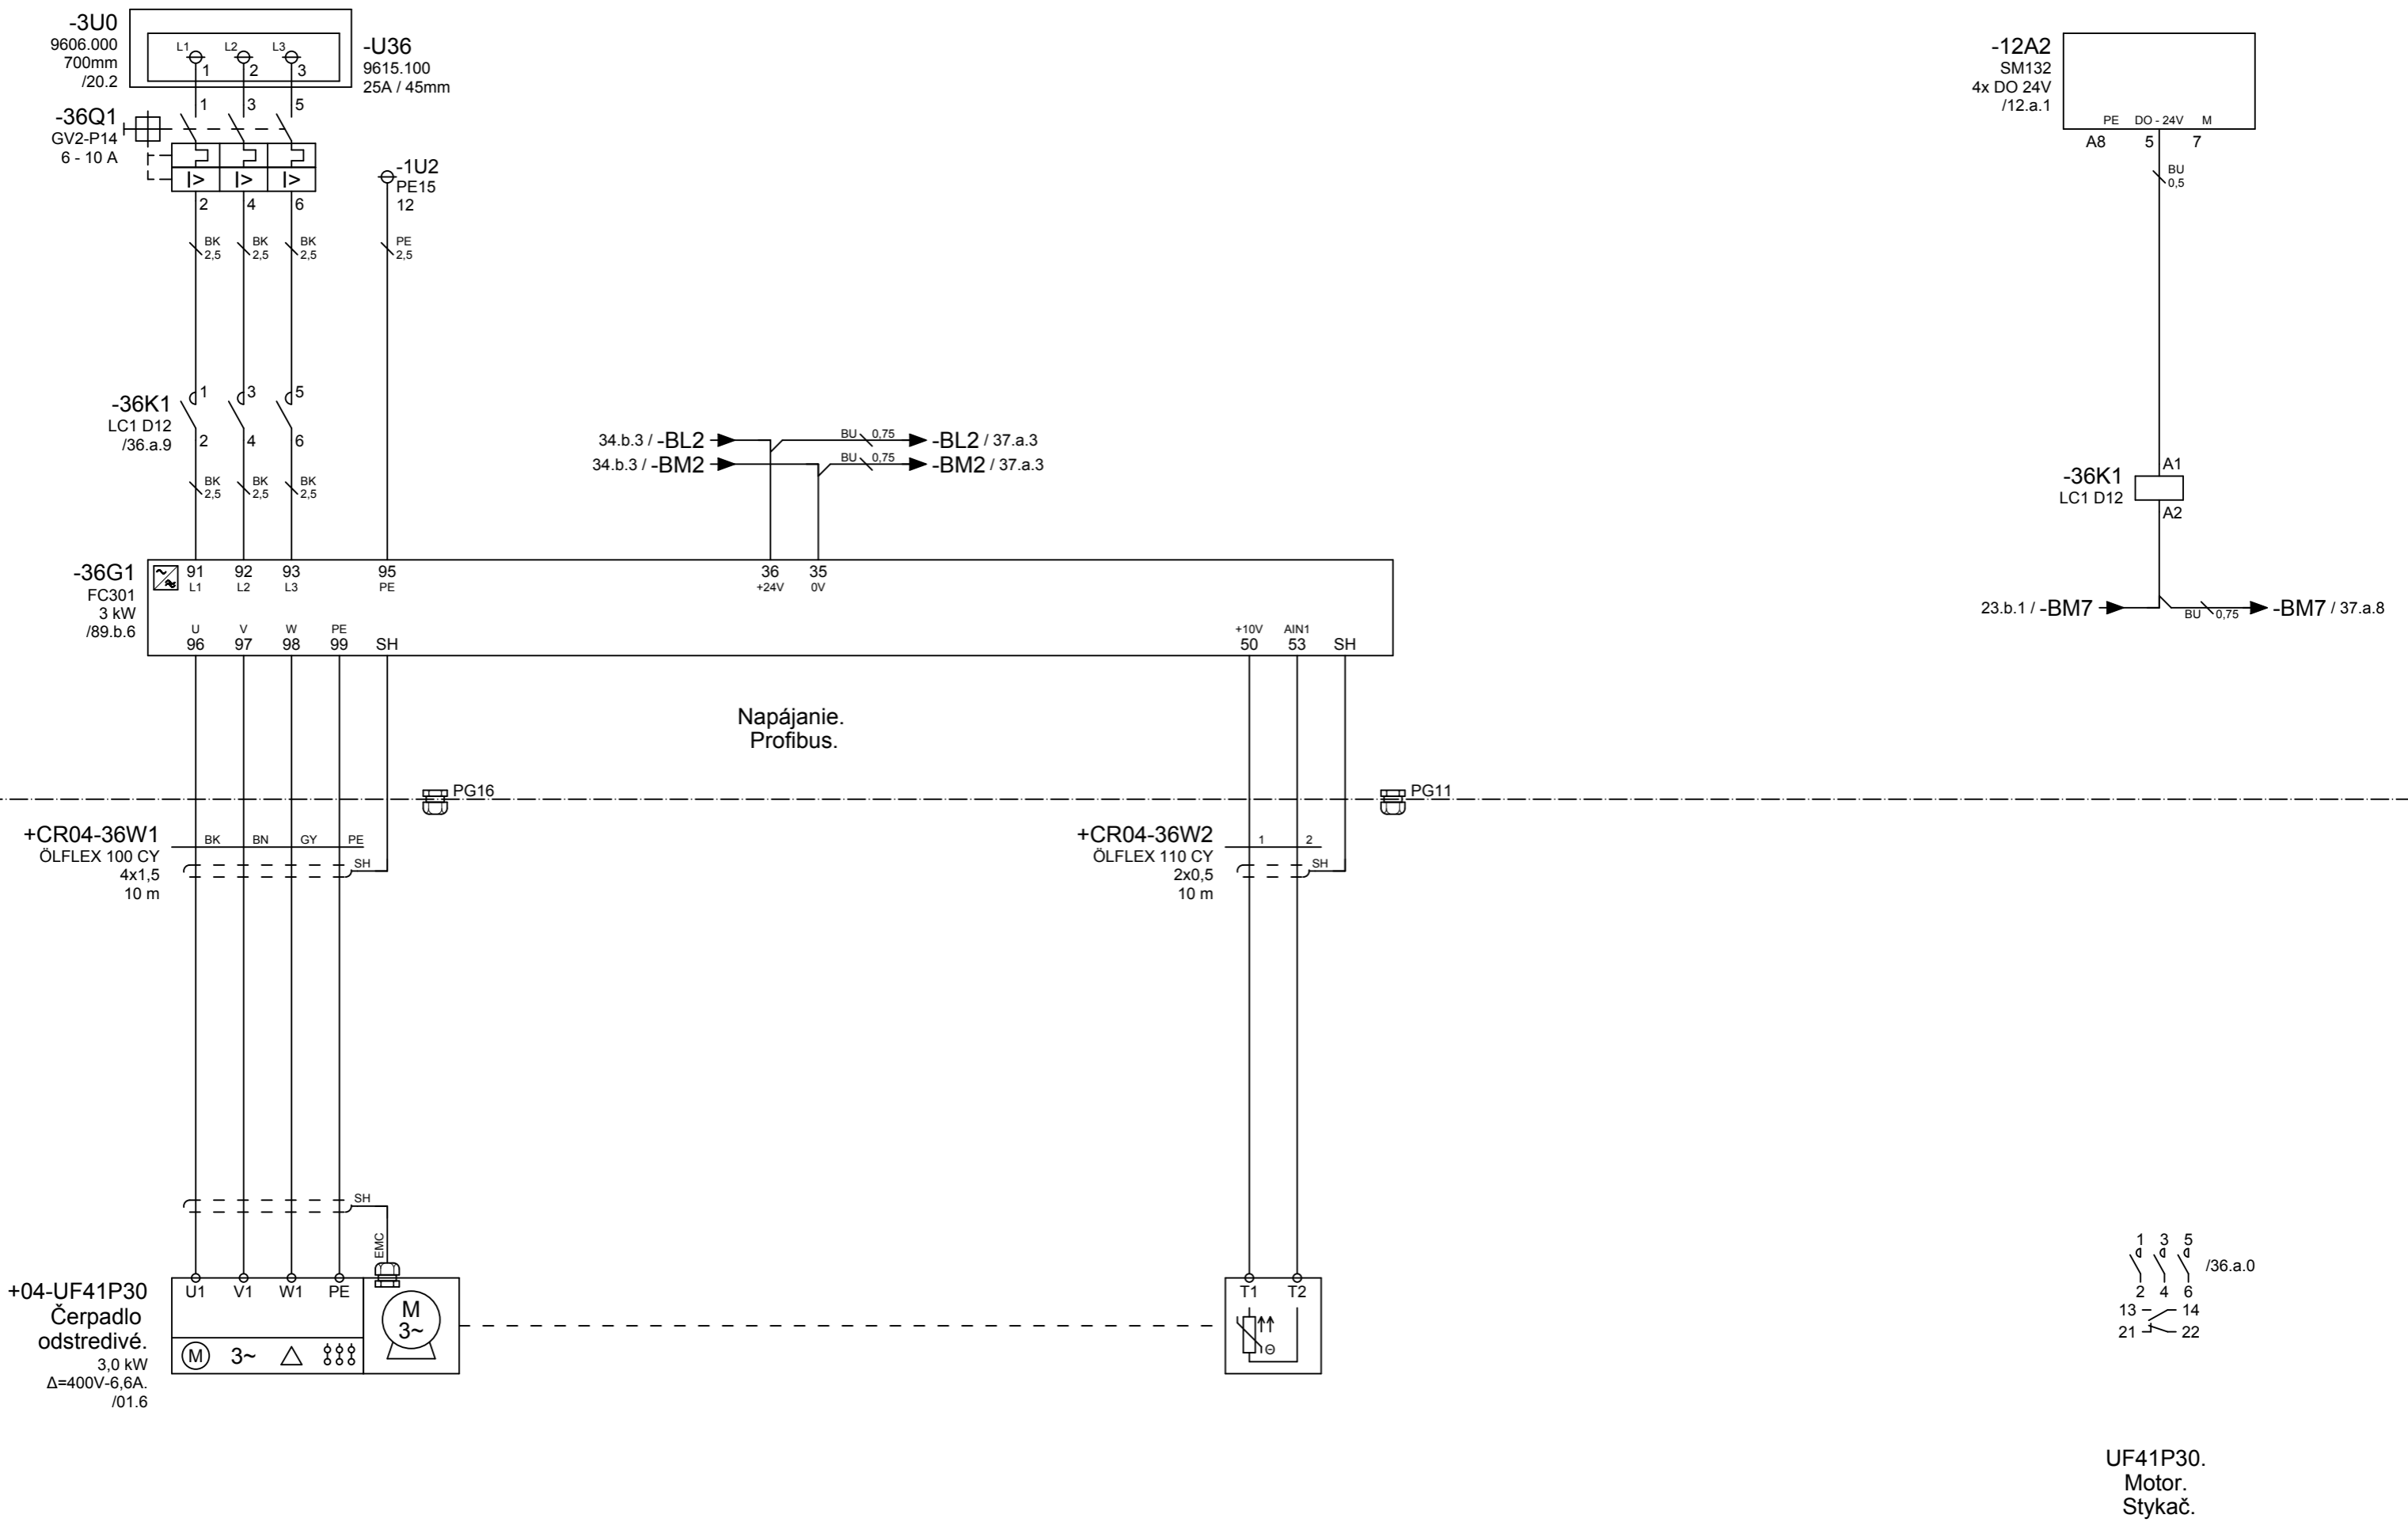 -3U0
9606.000
700mm
/20.2
L1 L2 L3
1 2 3
-U36
9615.100
25A / 45mm
-36Q1
GV2-P14
6 - 10 A
1 3 5
I> I> I>
2 4 6
-1U2
PE15
12
BK 2,5
BK 2,5
BK 2,5
PE 2,5
-36K1
LC1 D12
/36.a.9
1 3 5
2 4 6
BK 2,5
BK 2,5
BK 2,5
34.b.3 / -BL2
BU 0,75
-BL2 / 37.a.3
34.b.3 / -BM2
BU 0,75
-BM2 / 37.a.3
-36G1
FC301
3 kW
/89.b.6
91 92 93 95 36 35
L1 L2 L3 PE +24V 0V
U V W PE +10V AIN1
96 97 98 99 SH 50 53 SH
Napájanie.
Profibus.
PG16
PG11
+CR04-36W1
ÖLFLEX 100 CY
4x1,5
10 m
BK BN GY PE
SH
+CR04-36W2
ÖLFLEX 110 CY
2x0,5
10 m
1 2
SH
SH
EMC
+04-UF41P30
Čerpadlo
odstredivé.
3,0 kW
Δ=400V-6,6A.
/01.6
U1 V1 W1 PE
M
3~
M 3~
T1 T2
Θ
-12A2
SM132
4x DO 24V
/12.a.1
PE DO - 24V M
A8 5 7
BU
0,5
-36K1
LC1 D12
A1
A2
23.b.1 / -BM7
BU 0,75
-BM7 / 37.a.8
1 3 5
/36.a.0
2 4 6
13 14
21 22
UF41P30.
Motor.
Stykač.